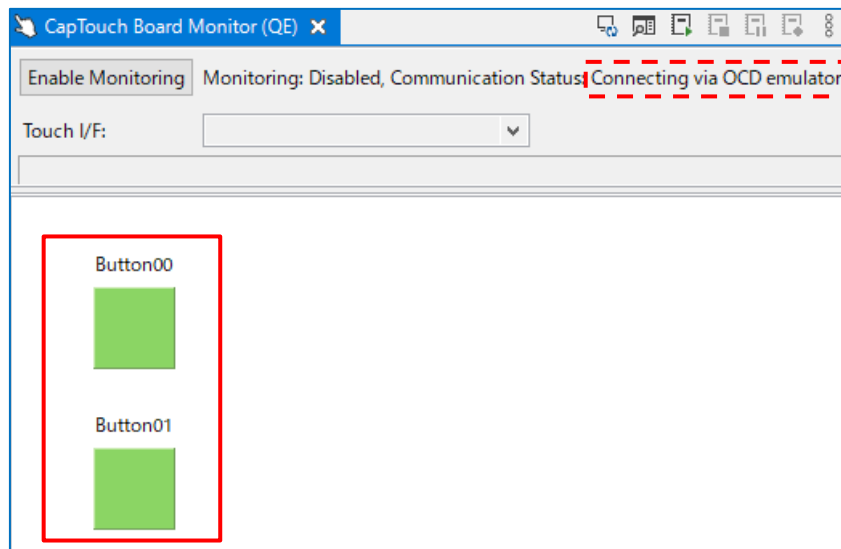 CapTouch Board Monitor (QE)
Enable Monitoring Monitoring: Disabled, Communication Status: Connecting via OCD emulator
Touch I/F:
Button00
Button01